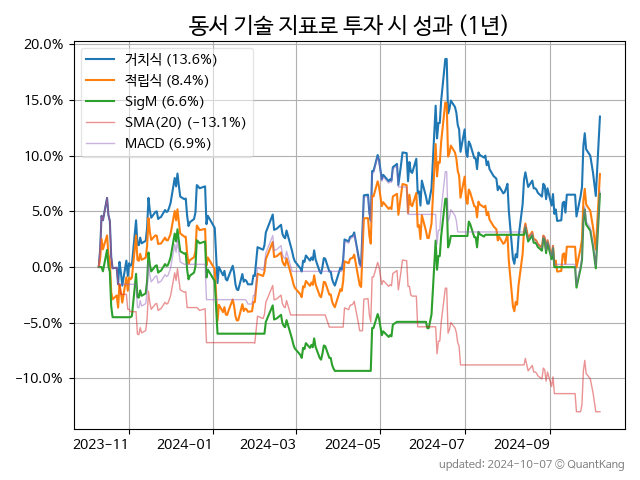 동서 기술 지표로 투자 시 성과 (1년)
20.0%
15.0%
10.0%
5.0%
0.0%
−5.0%
−10.0%
거치식 (13.6%)
적립식 (8.4%)
SigM (6.6%)
SMA(20) (−13.1%)
MACD (6.9%)
2023-11
2024-01
2024-03
2024-05
2024-07
2024-09
updated: 2024-10-07 © QuantKang